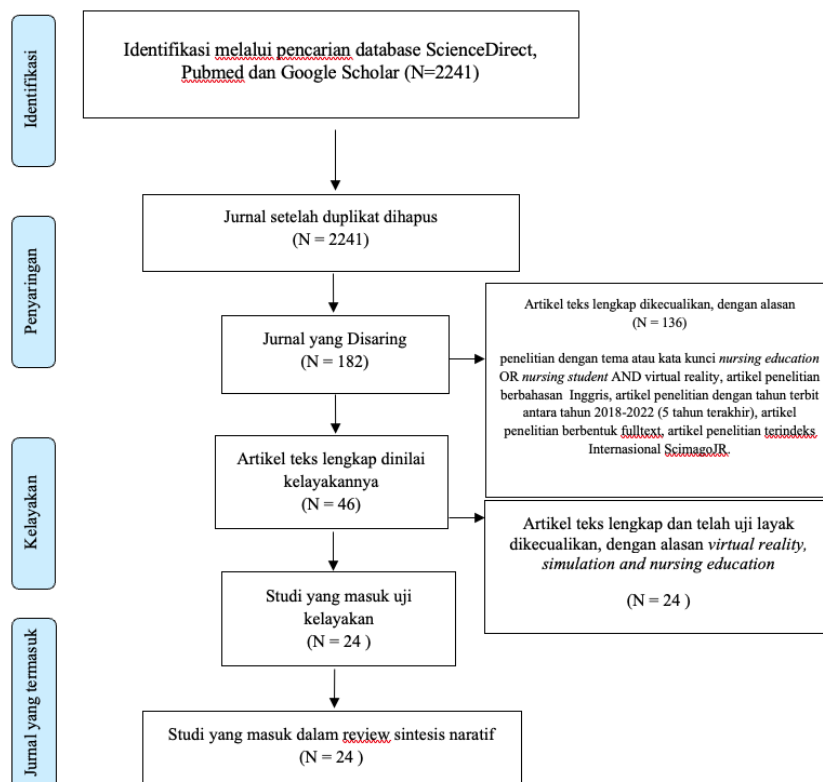 Identifikasi
Identifikasi melalui pencarian database ScienceDirect,
Pubmed dan Google Scholar (N=2241)
Penyaringan
Jurnal setelah duplikat dihapus
(N = 2241)
Jurnal yang Disaring
(N = 182)
Artikel teks lengkap dikecualikan, dengan alasan
(N = 136)
penelitian dengan tema atau kata kunci nursing education
OR nursing student AND virtual reality, artikel penelitian
berbahasan Inggris, artikel penelitian dengan tahun terbit
antara tahun 2018-2022 (5 tahun terakhir), artikel
penelitian berbentuk fulltext, artikel penelitian terindeks
Internasional ScimagoJR.
Kelayakan
Artikel teks lengkap dinilai
kelayakannya
(N = 46)
Artikel teks lengkap dan telah uji layak
dikecualikan, dengan alasan virtual reality,
simulation and nursing education
(N = 24 )
Studi yang masuk uji
kelayakan
(N = 24 )
Jurnal yang termasuk
Studi yang masuk dalam review sintesis naratif
(N = 24 )